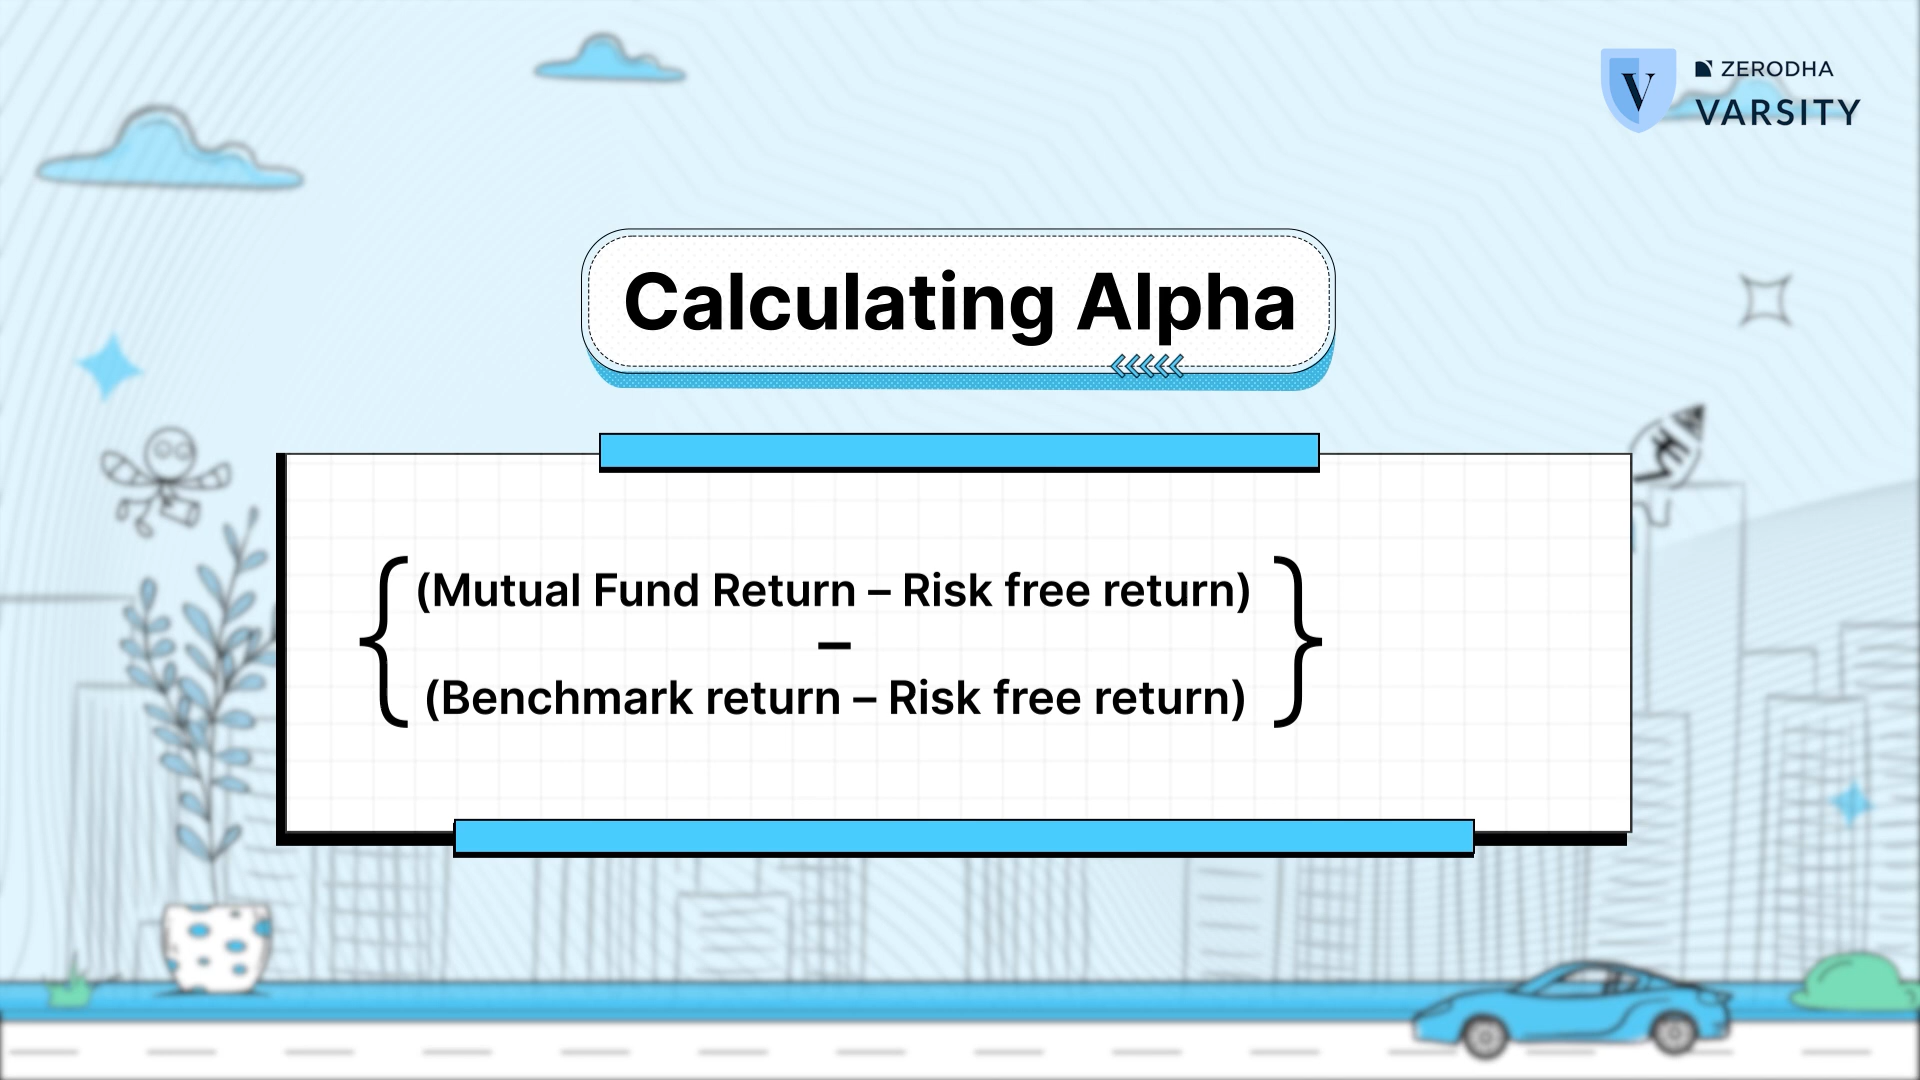 V
ZERODHA
VARSITY
Calculating Alpha
{(Mutual Fund Return – Risk free return)
–
(Benchmark return – Risk free return)}